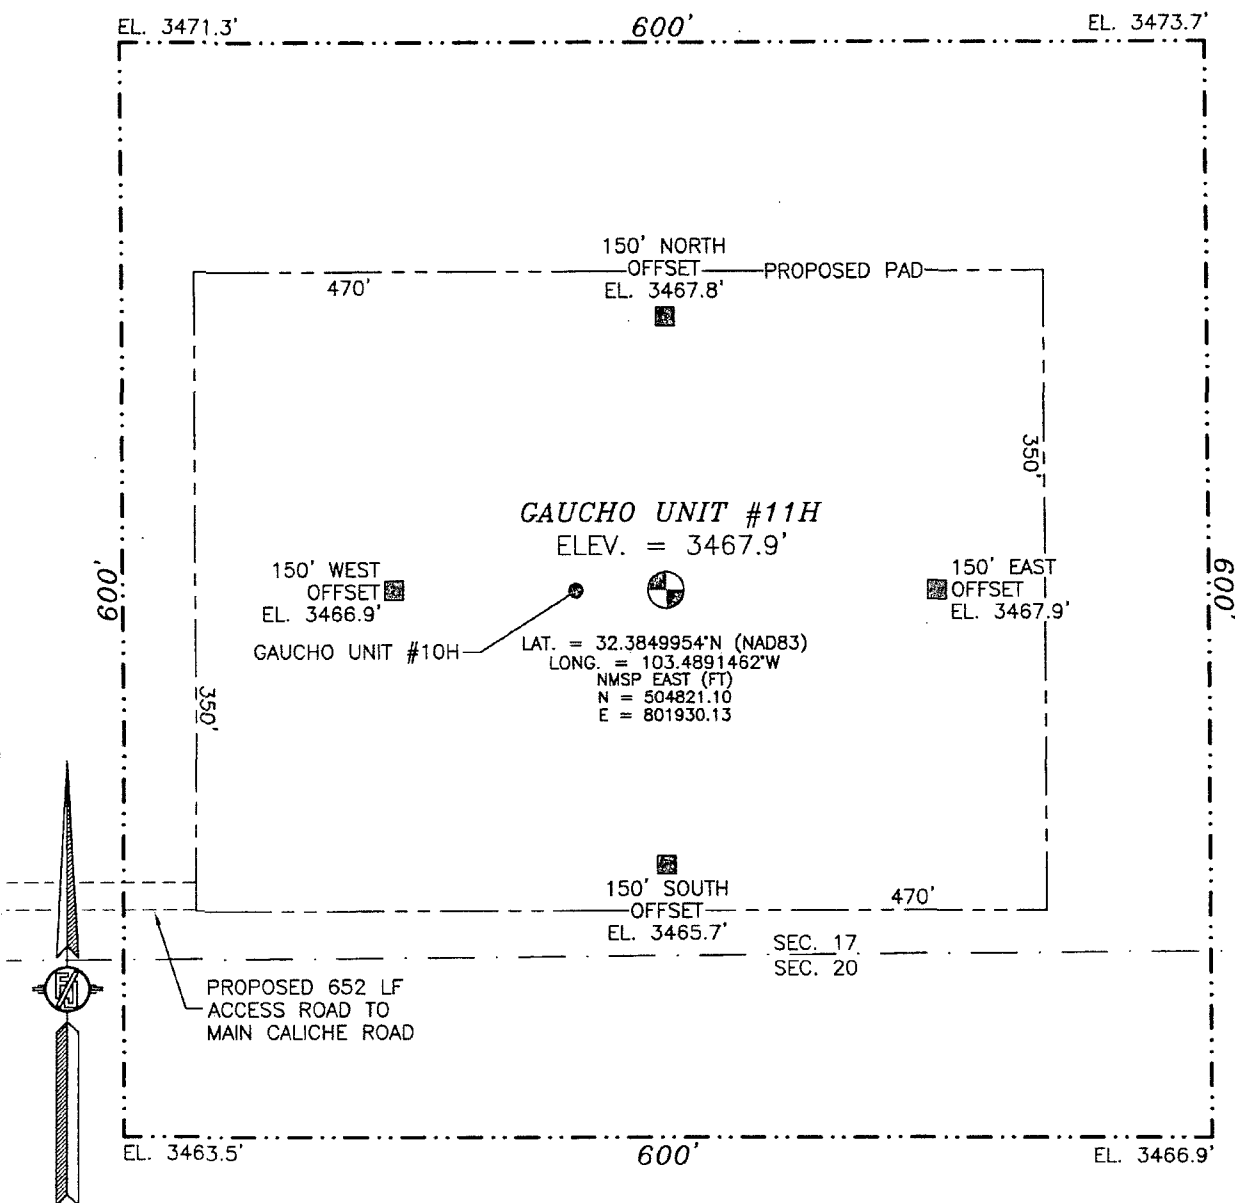 EL. 3471.3'
600'
EL. 3473.7'
150' NORTH
OFFSET
EL. 3467.8'
PROPOSED PAD
470'
350'
GAUCHO UNIT #11H
ELEV. = 3467.9'
600'
150' WEST
OFFSET
EL. 3466.9'
150' EAST
OFFSET
EL. 3467.9'
600'
GAUCHO UNIT #10H
LAT. = 32.3849954°N (NAD83)
LONG. = 103.4891462°W
NMSP EAST (FT)
N = 504821.10
E = 801930.13
350'
150' SOUTH
OFFSET
EL. 3465.7'
470'
SEC. 17
SEC. 20
PROPOSED 652 LF
ACCESS ROAD TO
MAIN CALICHE ROAD
EL. 3463.5'
600'
EL. 3466.9'